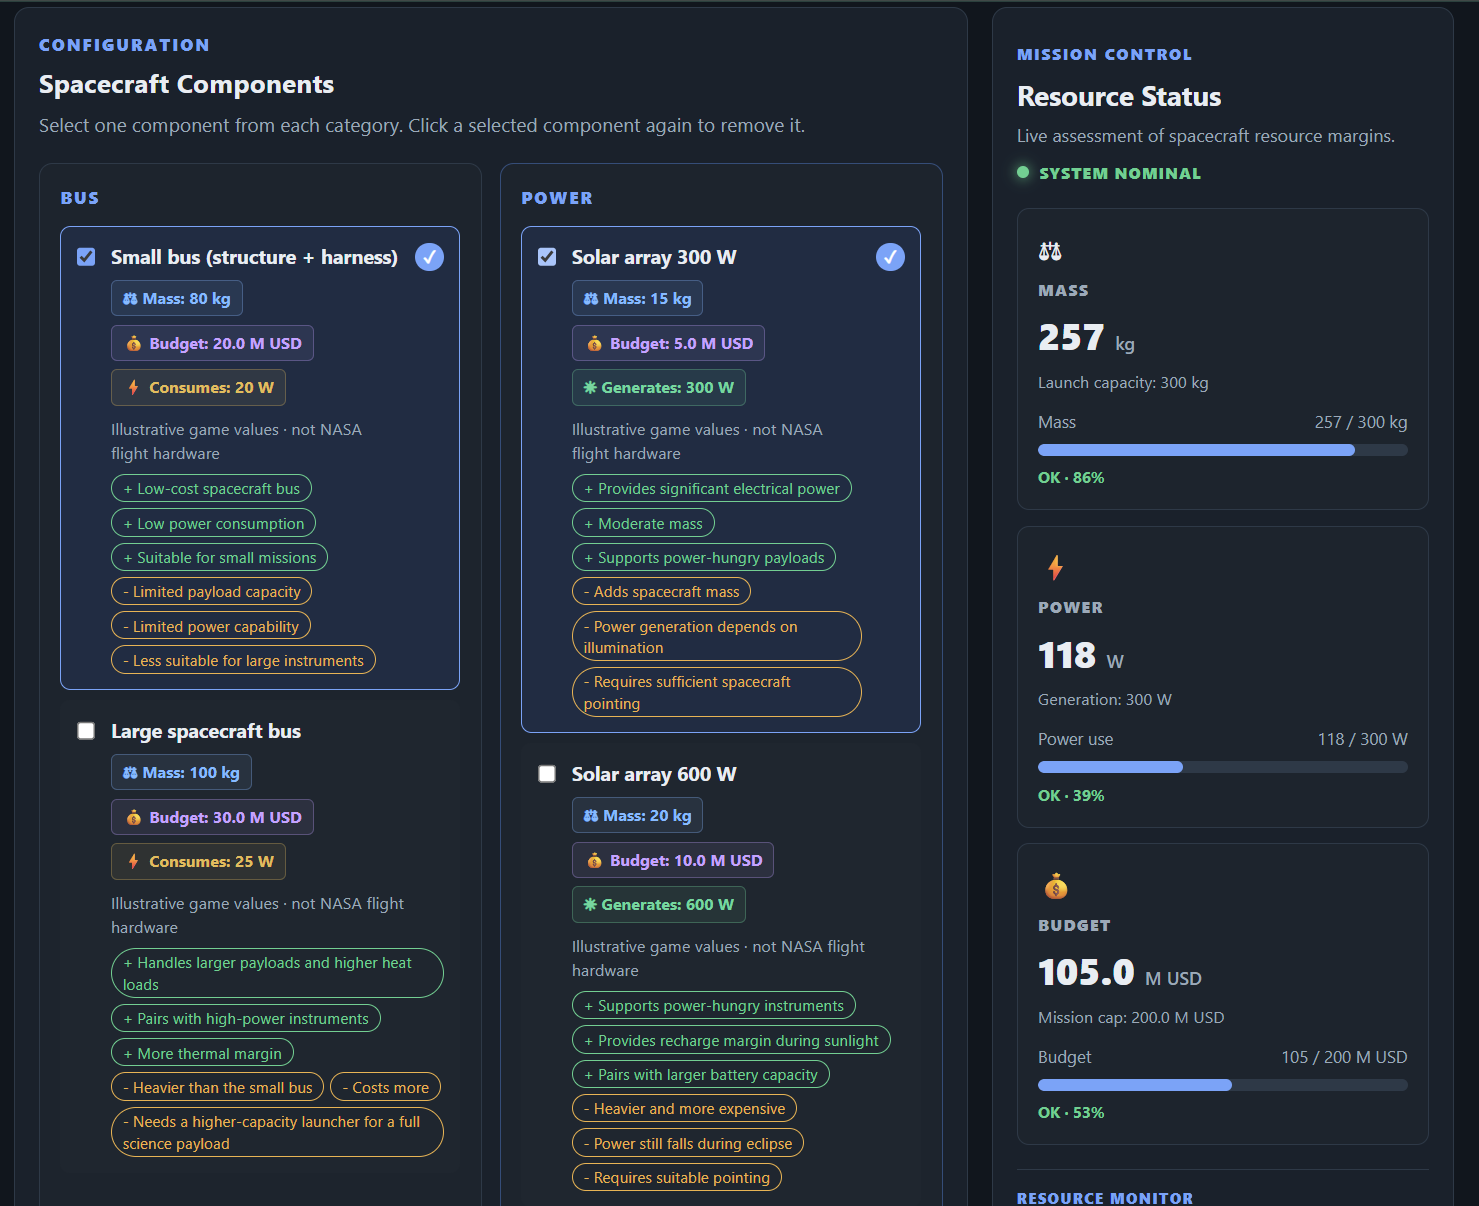 CONFIGURATION
Spacecraft Components
Select one component from each category. Click a selected component again to remove it.
BUS
Small bus (structure + harness)
Mass: 80 kg
Budget: 20.0 M USD
Consumes: 20 W
Illustrative game values · not NASA
flight hardware
+ Low-cost spacecraft bus
+ Low power consumption
+ Suitable for small missions
- Limited payload capacity
- Limited power capability
- Less suitable for large instruments
Large spacecraft bus
Mass: 100 kg
Budget: 30.0 M USD
Consumes: 25 W
Illustrative game values · not NASA flight
hardware
+ Handles larger payloads and higher heat
loads
+ Pairs with high-power instruments
+ More thermal margin
- Heavier than the small bus
- Costs more
- Needs a higher-capacity launcher for a full
science payload
POWER
Solar array 300 W
Mass: 15 kg
Budget: 5.0 M USD
Generates: 300 W
Illustrative game values · not NASA
flight hardware
+ Provides significant electrical power
+ Moderate mass
+ Supports power-hungry payloads
- Adds spacecraft mass
- Power generation depends on
illumination
- Requires sufficient spacecraft
pointing
Solar array 600 W
Mass: 20 kg
Budget: 10.0 M USD
Generates: 600 W
Illustrative game values · not NASA flight
hardware
+ Supports power-hungry instruments
+ Provides recharge margin during sunlight
+ Pairs with larger battery capacity
- Heavier and more expensive
- Power still falls during eclipse
- Requires suitable pointing
MISSION CONTROL
Resource Status
Live assessment of spacecraft resource margins.
SYSTEM NOMINAL
MASS
257 kg
Launch capacity: 300 kg
Mass 257 / 300 kg
OK · 86%
POWER
118 W
Generation: 300 W
Power use 118 / 300 W
OK · 39%
BUDGET
105.0 M USD
Mission cap: 200.0 M USD
Budget 105 / 200 M USD
OK · 53%
RESOURCE MONITOR